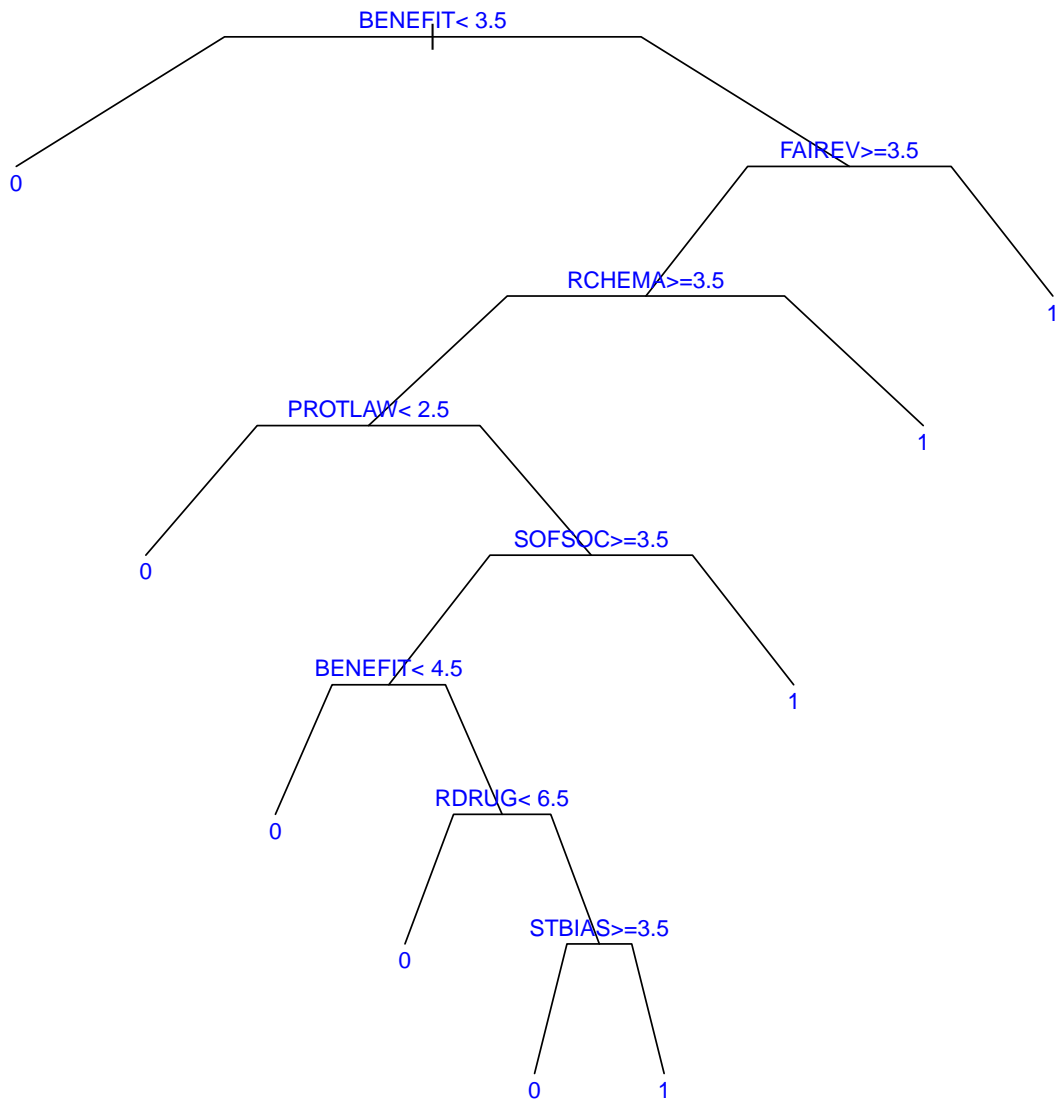 BENEFIT< 3.5
FAIREV>=3.5
0
RCHEMA>=3.5
1
PROTLAW< 2.5
1
SOFSOC>=3.5
0
BENEFIT< 4.5
1
RDRUG< 6.5
0
STBIAS>=3.5
0
0
1